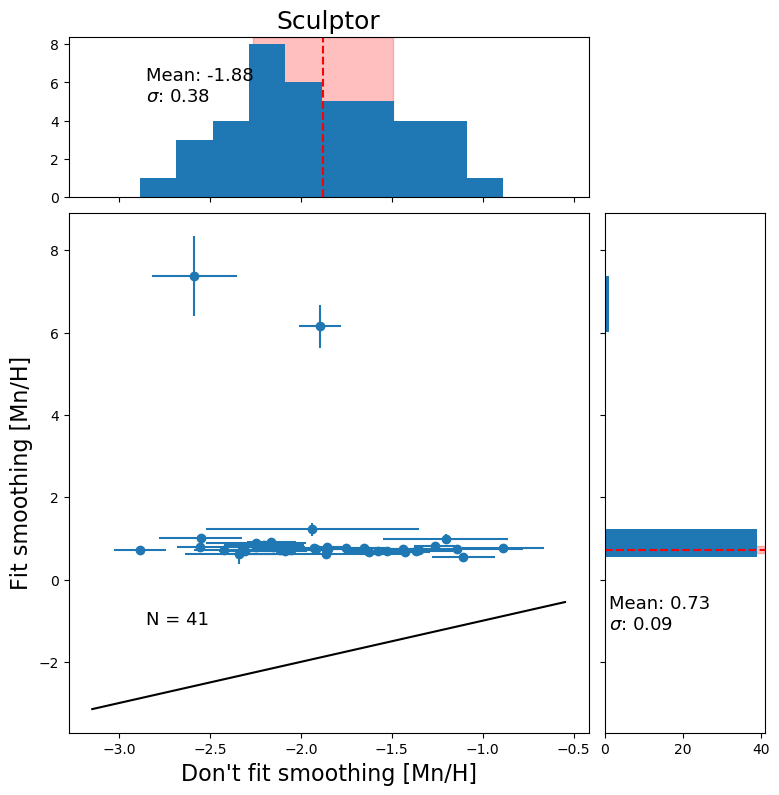 Sculptor
8
6
4
2
0
Mean: -1.88
σ: 0.38
8
6
4
2
0
−2
Fit smoothing [Mn/H]
N = 41
−3.0 −2.5 −2.0 −1.5 −1.0 −0.5
Don't fit smoothing [Mn/H]
Mean: 0.73
σ: 0.09
0 20 40